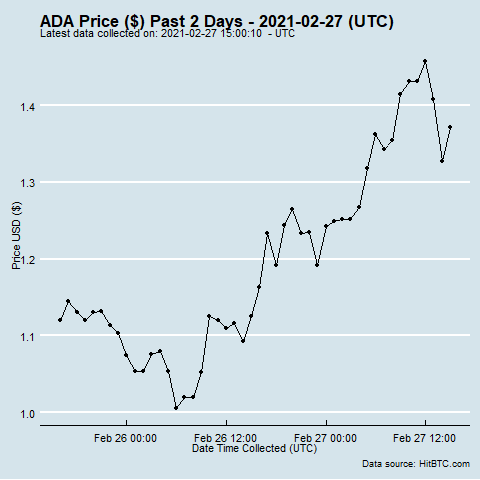 ADA Price ($) Past 2 Days - 2021-02-27 (UTC)
Latest data collected on: 2021-02-27 15:00:10  - UTC
Price USD ($)
1.4
1.3
1.2
1.1
1.0
Feb 26 00:00 Feb 26 12:00 Feb 27 00:00 Feb 27 12:00
Date Time Collected (UTC)
Data source: HitBTC.com